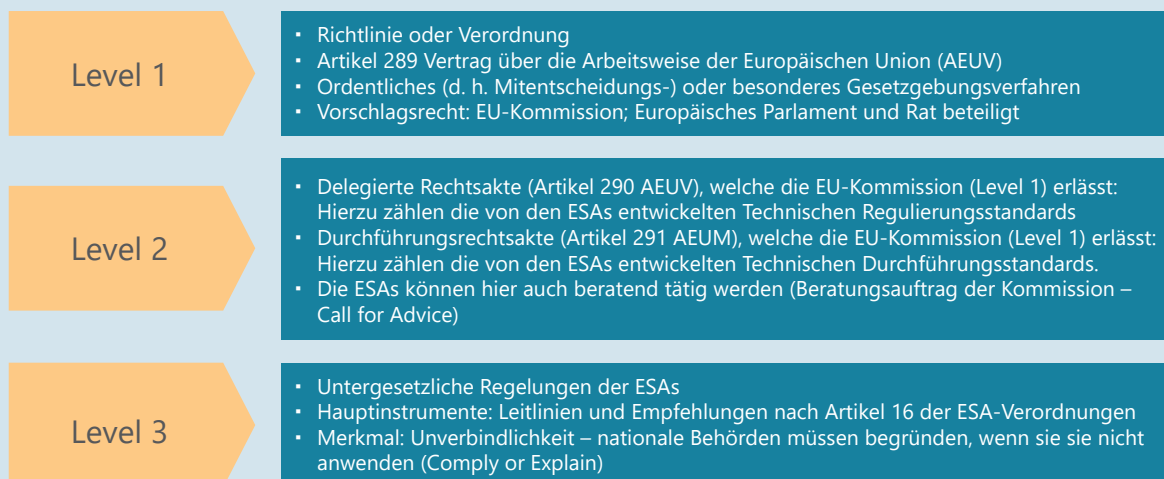 Level 1
▪ Richtlinie oder Verordnung
▪ Artikel 289 Vertrag über die Arbeitsweise der Europäischen Union (AEUV)
▪ Ordentliches (d. h. Mitentscheidungs-) oder besonderes Gesetzgebungsverfahren
▪ Vorschlagsrecht: EU-Kommission; Europäisches Parlament und Rat beteiligt
Level 2
▪ Delegierte Rechtsakte (Artikel 290 AEUV), welche die EU-Kommission (Level 1) erlässt:
Hierzu zählen die von den ESAs entwickelten Technischen Regulierungsstandards
▪ Durchführungsrechtsakte (Artikel 291 AEUM), welche die EU-Kommission (Level 1) erlässt:
Hierzu zählen die von den ESAs entwickelten Technischen Durchführungsstandards.
▪ Die ESAs können hier auch beratend tätig werden (Beratungsauftrag der Kommission –
Call for Advice)
Level 3
▪ Untergesetzliche Regelungen der ESAs
▪ Hauptinstrumente: Leitlinien und Empfehlungen nach Artikel 16 der ESA-Verordnungen
▪ Merkmal: Unverbindlichkeit – nationale Behörden müssen begründen, wenn sie sie nicht
anwenden (Comply or Explain)